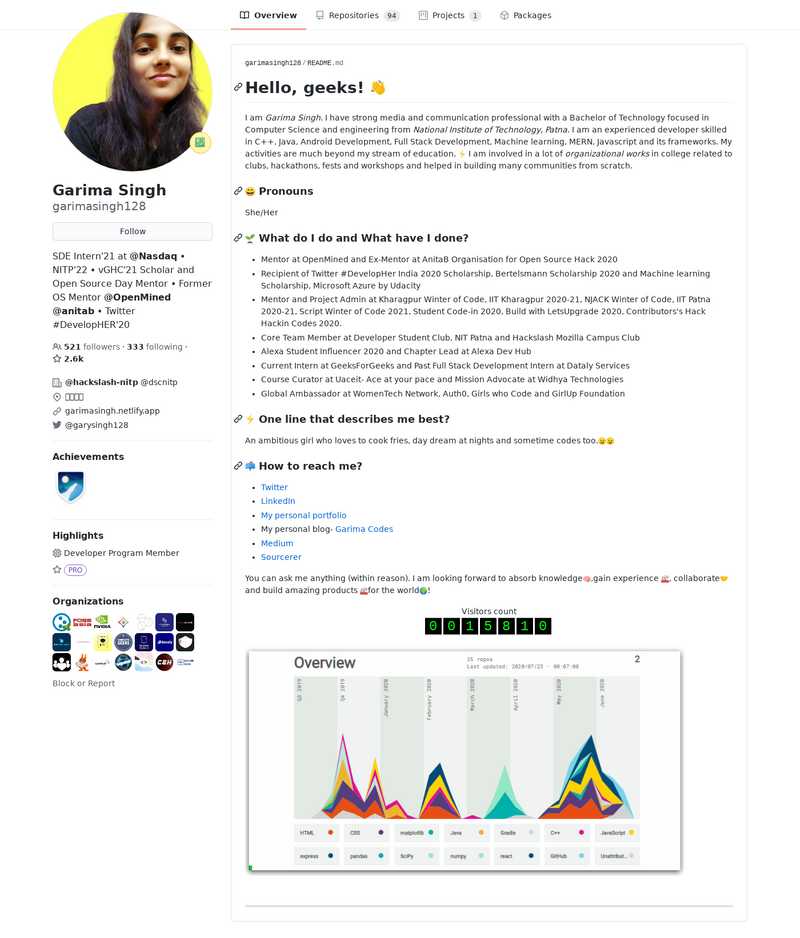 Overview
Repositories 94
Projects 1
Packages
Garima Singh
garimasingh128
Follow
SDE Intern'21 at @Nasdaq •
NITP'22 • vGHC'21 Scholar and
Open Source Day Mentor • Former
OS Mentor @OpenMined
@anitab • Twitter
#DevelopHER'20
521 followers · 333 following ·
2.6k
@hackslash-nitp @dscnitp
garimasingh.netlify.app
@garysingh128
Achievements
Highlights
Developer Program Member
PRO
Organizations
NVIDIA
Block or Report
garimasingh128/README.md
Hello, geeks! 👋
I am Garima Singh. I have strong media and communication professional with a Bachelor of Technology focused in
Computer Science and engineering from National Institute of Technology, Patna. I am an experienced developer skilled
in C++, Java, Android Development, Full Stack Development, Machine learning, MERN, Javascript and its frameworks. My
activities are much beyond my stream of education, ⚡ I am involved in a lot of organizational works in college related to
clubs, hackathons, fests and workshops and helped in building many communities from scratch.
😄 Pronouns
She/Her
🌱 What do I do and What have I done?
• Mentor at OpenMined and Ex-Mentor at AnitaB Organisation for Open Source Hack 2020
• Recipient of Twitter #DevelopHer India 2020 Scholarship, Bertelsmann Scholarship 2020 and Machine learning
Scholarship, Microsoft Azure by Udacity
• Mentor and Project Admin at Kharagpur Winter of Code, IIT Kharagpur 2020-21, NJACK Winter of Code, IIT Patna
2020-21, Script Winter of Code 2021, Student Code-in 2020, Build with LetsUpgrade 2020, Contributors's Hack
Hackin Codes 2020.
• Core Team Member at Developer Student Club, NIT Patna and Hackslash Mozilla Campus Club
• Alexa Student Influencer 2020 and Chapter Lead at Alexa Dev Hub
• Current Intern at GeeksForGeeks and Past Full Stack Development Intern at Dataly Services
• Course Curator at Uaceit- Ace at your pace and Mission Advocate at Widhya Technologies
• Global Ambassador at WomenTech Network, Auth0, Girls who Code and GirlUp Foundation
⚡ One line that describes me best?
An ambitious girl who loves to cook fries, day dream at nights and sometime codes too.😉😉
📫 How to reach me?
• Twitter
• LinkedIn
• My personal portfolio
• My personal blog- Garima Codes
• Medium
• Sourcerer
You can ask me anything (within reason). I am looking forward to absorb knowledge🧠,gain experience 🌋, collaborate🤝
and build amazing products 🌋for the world🌍!
Visitors count
0015810
Overview
35 repos
Last updated: 2020/07/23 · 00:07:00
2
Q3 2019
Q4 2019
January 2020
February 2020
March 2020
April 2020
May 2020
June 2020
HTML
CSS
matplotlib
Java
Gradle
C++
JavaScript
express
pandas
SciPy
numpy
react
GitHub
Unattribut...